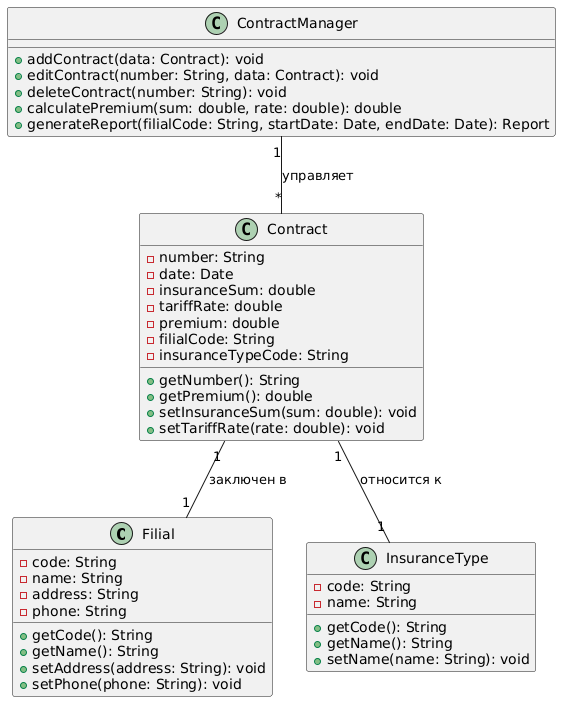 C ContractManager
addContract(data: Contract): void
editContract(number: String, data: Contract): void
deleteContract(number: String): void
calculatePremium(sum: double, rate: double): double
generateReport(filialCode: String, startDate: Date, endDate: Date): Report
1
управляет
*
C Contract
number: String
date: Date
insuranceSum: double
tariffRate: double
premium: double
filialCode: String
insuranceTypeCode: String
getNumber(): String
getPremium(): double
setInsuranceSum(sum: double): void
setTariffRate(rate: double): void
1 1
заключен в относится к
1 1
C Filial
code: String
name: String
address: String
phone: String
getCode(): String
getName(): String
setAddress(address: String): void
setPhone(phone: String): void
C InsuranceType
code: String
name: String
getCode(): String
getName(): String
setName(name: String): void